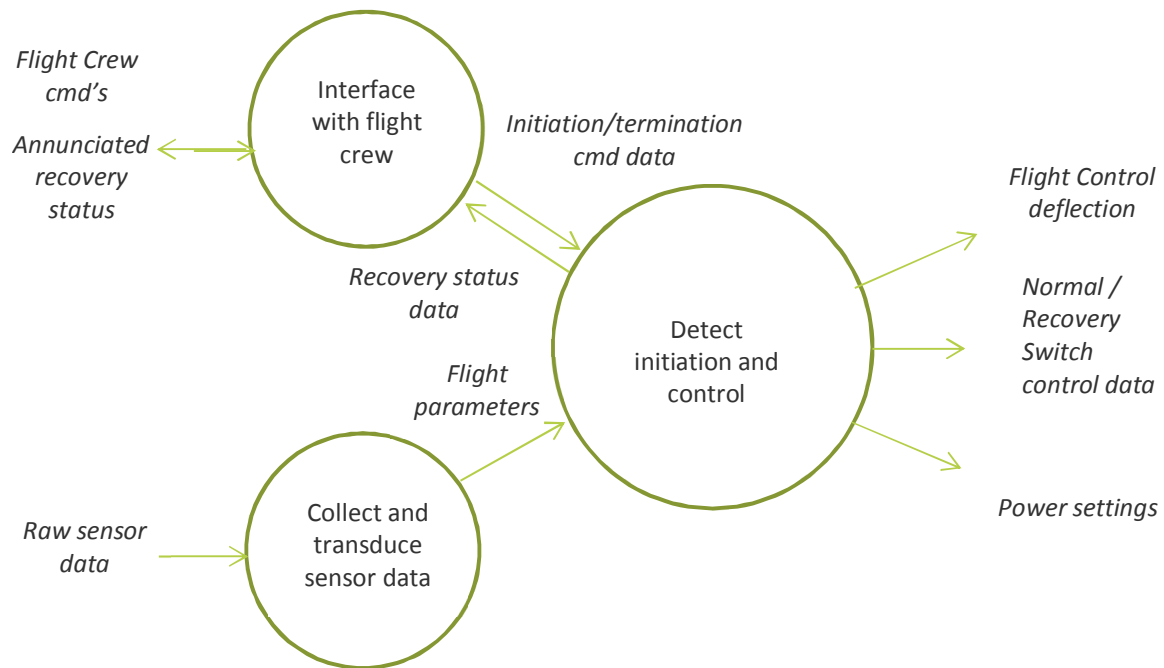 Flight Crew
cmd's
Annunciated
recovery
status
Interface
with flight
crew
Initiation/termination
cmd data
Recovery status
data
Flight
parameters
Raw sensor
data
Collect and
transduce
sensor data
Detect
initiation and
control
Flight Control
deflection
Normal /
Recovery
Switch
control data
Power settings